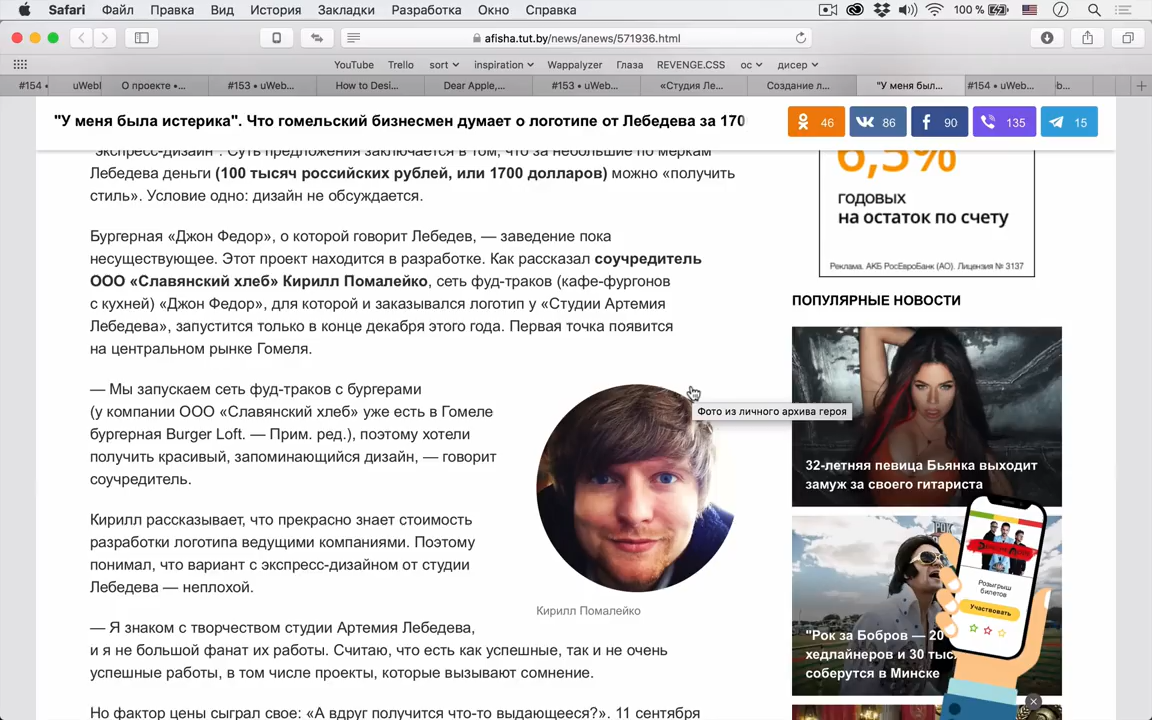 Safari Файл Правка Вид История Закладки Разработка Окно Справка 100 %
afisha.tut.by/news/anews/571936.html
YouTube Trello sort inspiration Wappalyzer Глаза REVENGE.CSS ос дисер
#154 uWebl О проекте •... #153 • uWeb... How to Desi... Dear Apple,... #153 • uWeb... «Студия Ле... Создание л... "У меня был... #154 • uWeb... b...
"У меня была истерика". Что гомельский бизнесмен думает о логотипе от Лебедева за 170
46 86 90 135 15
"экспресс-дизайн". Суть предложения заключается в том, что за небольшие по меркам
Лебедева деньги (100 тысяч российских рублей, или 1700 долларов) можно «получить
стиль». Условие одно: дизайн не обсуждается.
Бургерная «Джон Федор», о которой говорит Лебедев, — заведение пока
несуществующее. Этот проект находится в разработке. Как рассказал соучредитель
ООО «Славянский хлеб» Кирилл Помалейко, сеть фуд-траков (кафе-фургонов
с кухней) «Джон Федор», для которой и заказывался логотип у «Студии Артемия
Лебедева», запустится только в конце декабря этого года. Первая точка появится
на центральном рынке Гомеля.
— Мы запускаем сеть фуд-траков с бургерами
(у компании ООО «Славянский хлеб» уже есть в Гомеле
бургерная Burger Loft. — Прим. ред.), поэтому хотели
получить красивый, запоминающийся дизайн, — говорит
соучредитель.
Фото из личного архива героя
Кирилл рассказывает, что прекрасно знает стоимость
разработки логотипа ведущими компаниями. Поэтому
понимал, что вариант с экспресс-дизайном от студии
Лебедева — неплохой.
Кирилл Помалейко
— Я знаком с творчеством студии Артемия Лебедева,
и я не большой фанат их работы. Считаю, что есть как успешные, так и не очень
успешные работы, в том числе проекты, которые вызывают сомнение.
Но фактор цены сыграл свое: «А вдруг получится что-то выдающееся?». 11 сентября
6,5%
годовых
на остаток по счету
Реклама. АКБ РосЕвроБанк (АО). Лицензия № 3137
ПОПУЛЯРНЫЕ НОВОСТИ
32-летняя певица Бьянка выходит
замуж за своего гитариста
Розыгрыш
билетов
Участвовать
"Рок за Бобров — 20
хедлайнеров и 30 тыс.
соберутся в Минске